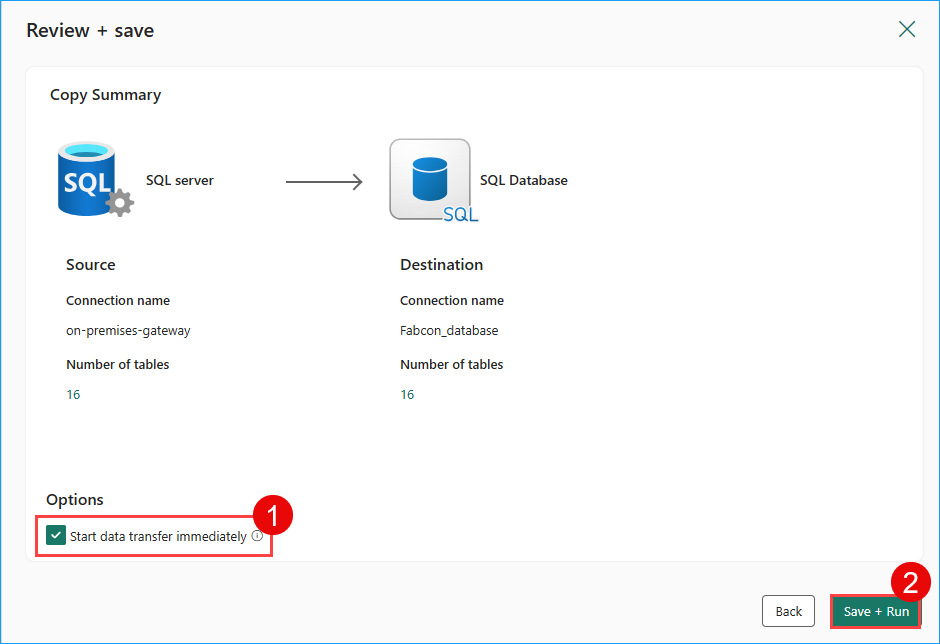 Review + save
Copy Summary
SQL
SQL server
SQL Database
SQL
Source
Destination
Connection name
Connection name
on-premises-gateway
Fabcon_database
Number of tables
Number of tables
16
16
Options
1
Start data transfer immediately
2
Back
Save + Run